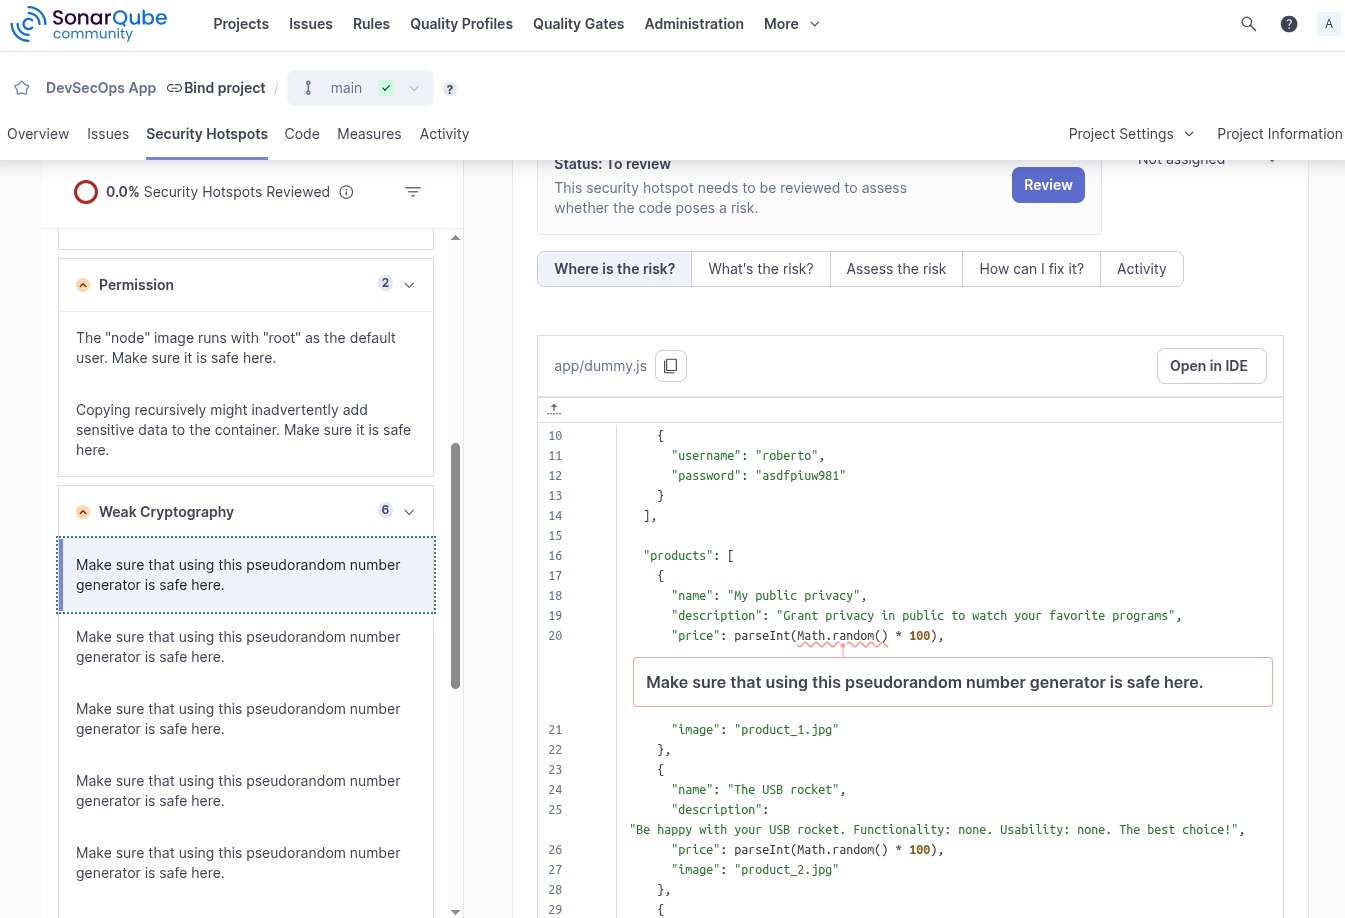 SonarQube
community
Projects Issues Rules Quality Profiles Quality Gates Administration More
?
A
DevSecOps App Bind project / main ?
Overview Issues Security Hotspots Code Measures Activity Project Settings Project Information
0.0% Security Hotspots Reviewed
Permission 2
The "node" image runs with "root" as the default
user. Make sure it is safe here.
Copying recursively might inadvertently add
sensitive data to the container. Make sure it is safe
here.
Weak Cryptography 6
Make sure that using this pseudorandom number
generator is safe here.
Make sure that using this pseudorandom number
generator is safe here.
Make sure that using this pseudorandom number
generator is safe here.
Make sure that using this pseudorandom number
generator is safe here.
Make sure that using this pseudorandom number
generator is safe here.
Status: To review
Not assigned
This security hotspot needs to be reviewed to assess
whether the code poses a risk.
Review
Where is the risk? What's the risk? Assess the risk How can I fix it? Activity
app/dummy.js Open in IDE
10 {
11 "username": "roberto",
12 "password": "asdfpiuw981"
13 }
14 ],
15
16 "products": [
17 {
18 "name": "My public privacy",
19 "description": "Grant privacy in public to watch your favorite programs",
20 "price": parseInt(Math.random() * 100),
Make sure that using this pseudorandom number generator is safe here.
21 "image": "product_1.jpg"
22 },
23 {
24 "name": "The USB rocket",
25 "description":
"Be happy with your USB rocket. Functionality: none. Usability: none. The best choice!",
26 "price": parseInt(Math.random() * 100),
27 "image": "product_2.jpg"
28 },
29 {